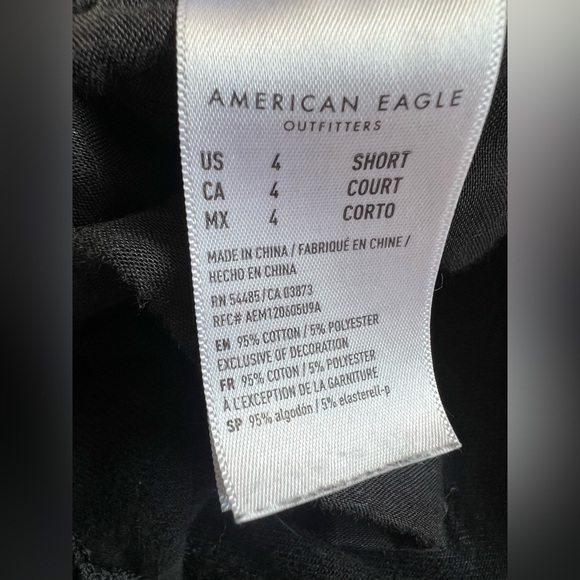 AMERICAN EAGLE
OUTFITTERS
US 4 SHORT
CA 4 COURT
MX 4 CORTO
MADE IN CHINA / FABRIQUÉ EN CHINE /
HECHO EN CHINA
RN 54485 / CA 03873
RFC# AEM120605U9A
EN 95% COTTON / 5% POLYESTER
EXCLUSIVE OF DECORATION
FR 95% COTON / 5% POLYESTER
À L'EXCEPTION DE LA GARNITURE
SP 95% algodón / 5% elasterell-p